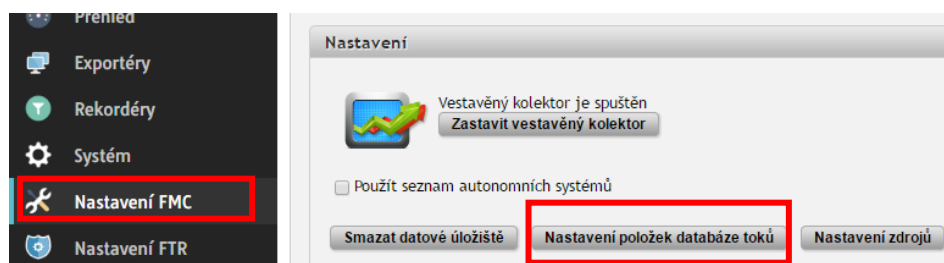 Přehled
Exportéry
Rekordéry
Systém
Nastavení FMC
Nastavení FTR
Nastavení
Vestavěný kolektor je spuštěn
Zastavit vestavěný kolektor
Použít seznam autonomních systémů
Smazat datové úložiště
Nastavení položek databáze toků
Nastavení zdrojů